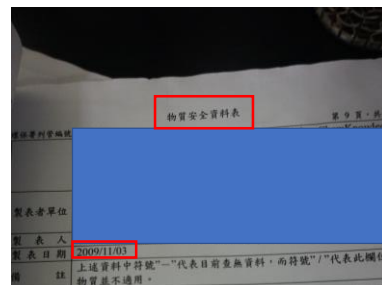 物質安全資料表
第 9 頁,共
製表者單位
製 表 人
製表日期 2009/11/03
備 註 上述資料中符號"－"代表目前查無資料,而符號"/"代表此欄位
物質並不適用。